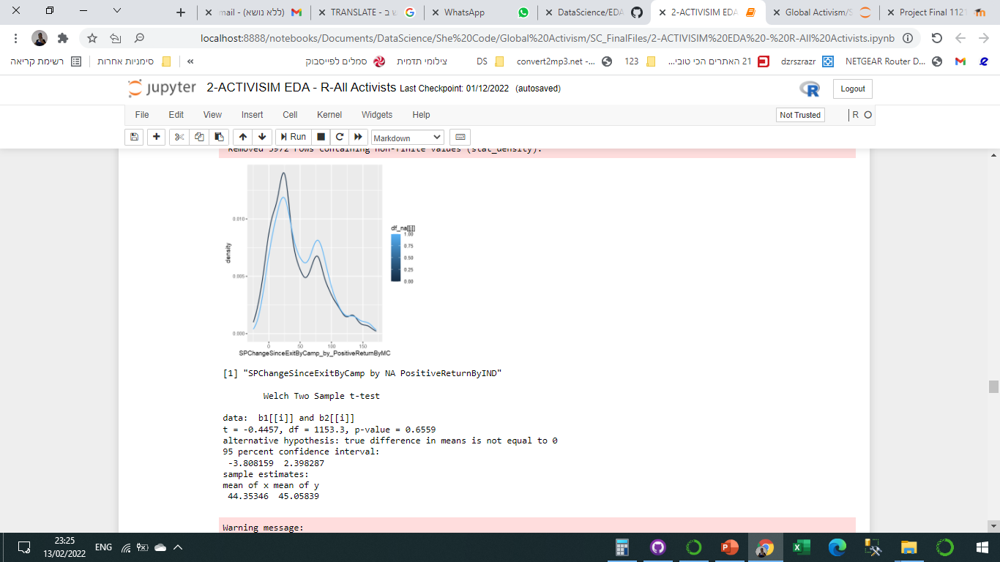 (ללא נושא) - mail
TRANSLATE - ש ב
WhatsApp
DataScience/EDA
2-ACTIVISIM EDA
Global Activism/S
Project Final 1121
localhost:8888/notebooks/Documents/DataScience/She%20Code/Global%20Activism/SC_FinalFiles/2-ACTIVISIM%20EDA%20-%20R-All%20Activists.ipynb
רשימת קריאה
סימניות אחרות
«
סמלים לפייסבוק
צילומי תדמית
DS
convert2mp3.net -...
123
21 האתרים הכי טובי...
dzrszrazr
NETGEAR Router D...
jupyter
2-ACTIVISIM EDA - R-All Activists Last Checkpoint: 01/12/2022 (autosaved)
Logout
File Edit View Insert Cell Kernel Widgets Help
Not Trusted
R
Run
Markdown
Removed 5972 rows containing non-finite values (stat_density).
density
0.010
0.005
0.000
0 50 100 150
SPChangeSinceExitByCamp_by_PositiveReturnByMC
df_na[[j]]
1.00
0.75
0.50
0.25
0.00
[1] "SPChangeSinceExitByCamp by NA PositiveReturnByIND"
Welch Two Sample t-test
data: b1[[i]] and b2[[i]]
t = -0.4457, df = 1153.3, p-value = 0.6559
alternative hypothesis: true difference in means is not equal to 0
95 percent confidence interval:
-3.808159 2.398287
sample estimates:
mean of x mean of y
44.35346 45.05839
Warning message:
23:25
13/02/2022
ENG